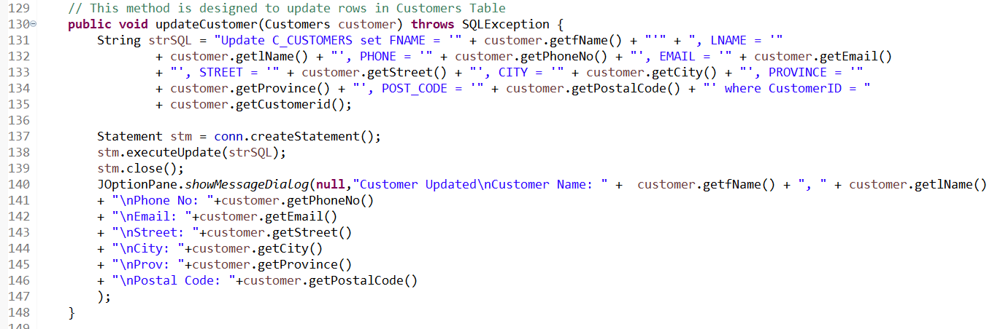 129 // This method is designed to update rows in Customers Table
130 public void updateCustomer(Customers customer) throws SQLException {
131 String strSQL = "Update C_CUSTOMERS set FNAME = '" + customer.getfName() + "'" + ", LNAME = '"
132 + customer.getlName() + "', PHONE = '" + customer.getPhoneNo() + "', EMAIL = '" + customer.getEmail()
133 + "', STREET = '" + customer.getStreet() + "', CITY = '" + customer.getCity() + "', PROVINCE = '"
134 + customer.getProvince() + "', POST_CODE = '" + customer.getPostalCode() + "' where CustomerID = "
135 + customer.getCustomerid();
136
137 Statement stm = conn.createStatement();
138 stm.executeUpdate(strSQL);
139 stm.close();
140 JOptionPane.showMessageDialog(null,"Customer Updated\nCustomer Name: " +  customer.getfName() + ", " + customer.getlName()
141 + "\nPhone No: "+customer.getPhoneNo()
142 + "\nEmail: "+customer.getEmail()
143 + "\nStreet: "+customer.getStreet()
144 + "\nCity: "+customer.getCity()
145 + "\nProv: "+customer.getProvince()
146 + "\nPostal Code: "+customer.getPostalCode()
147 );
148 }
149